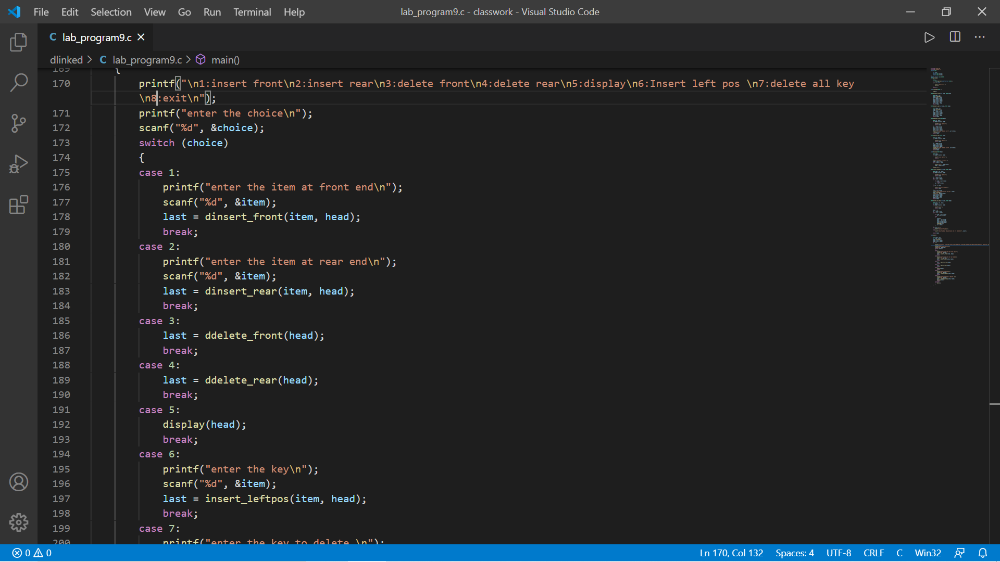 File Edit Selection View Go Run Terminal Help lab_program9.c - classwork - Visual Studio Code
C lab_program9.c
dlinked > C lab_program9.c > main()
169 {
170 printf("\n1:insert front\n2:insert rear\n3:delete front\n4:delete rear\n5:display\n6:Insert left pos \n7:delete all key
\n8:exit\n");
171 printf("enter the choice\n");
172 scanf("%d", &choice);
173 switch (choice)
174 {
175 case 1:
176 printf("enter the item at front end\n");
177 scanf("%d", &item);
178 last = dinsert_front(item, head);
179 break;
180 case 2:
181 printf("enter the item at rear end\n");
182 scanf("%d", &item);
183 last = dinsert_rear(item, head);
184 break;
185 case 3:
186 last = ddelete_front(head);
187 break;
188 case 4:
189 last = ddelete_rear(head);
190 break;
191 case 5:
192 display(head);
193 break;
194 case 6:
195 printf("enter the key\n");
196 scanf("%d", &item);
197 last = insert_leftpos(item, head);
198 break;
199 case 7:
200 printf("enter the key to delete \n");
0 0 Ln 170, Col 132 Spaces: 4 UTF-8 CRLF C Win32